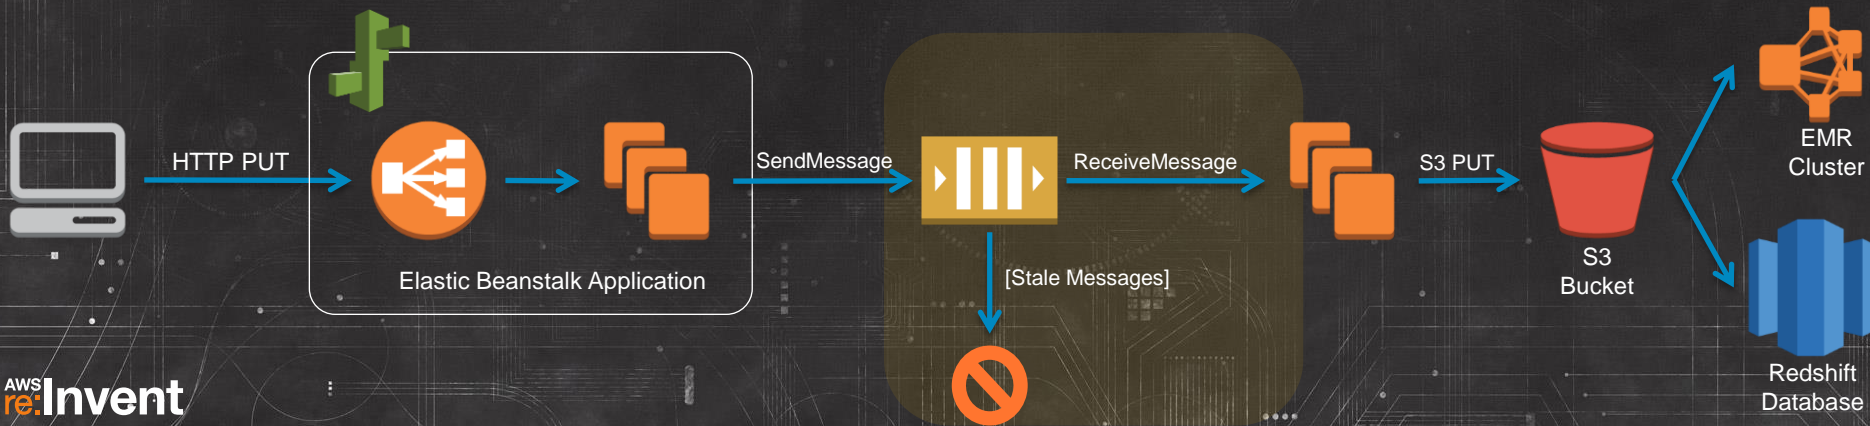 HTTP PUT
Elastic Beanstalk Application
SendMessage
ReceiveMessage
[Stale Messages]
S3 PUT
S3
Bucket
EMR
Cluster
Redshift
Database
AWS
re:Invent